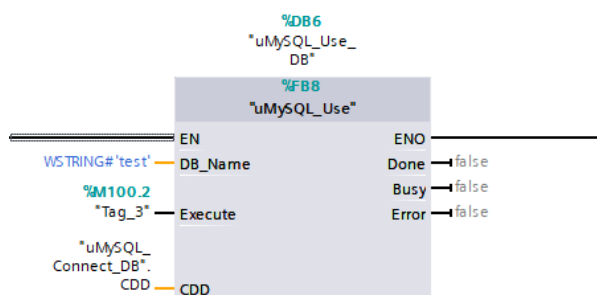 %DB6
"uMySQL_Use_
DB"
%FB8
"uMySQL_Use"
EN ENO
WSTRING#'test' DB_Name Done false
Busy false
%M100.2
"Tag_3" Execute Error false
"uMySQL_
Connect_DB".
CDD CDD